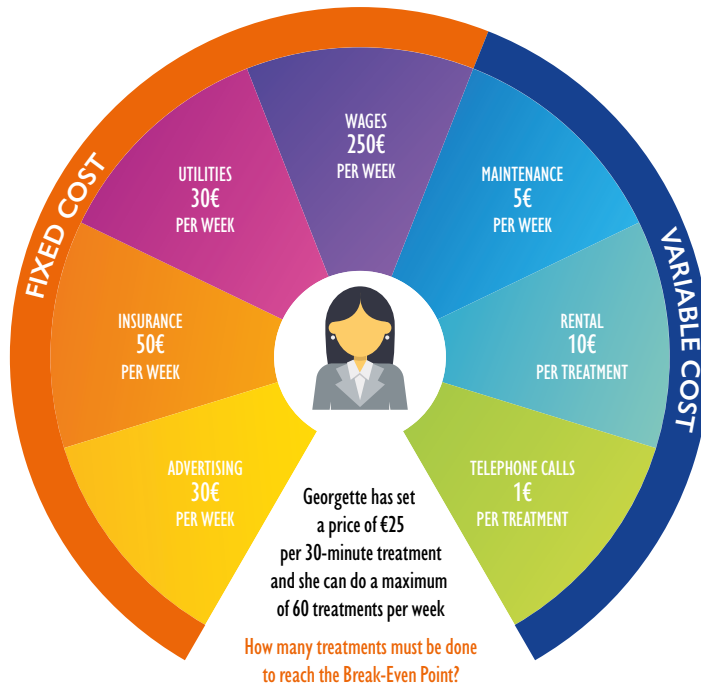 FIXED COST
VARIABLE COST
WAGES
250€
PER WEEK
UTILITIES
30€
PER WEEK
MAINTENANCE
5€
PER WEEK
INSURANCE
50€
PER WEEK
RENTAL
10€
PER TREATMENT
ADVERTISING
30€
PER WEEK
TELEPHONE CALLS
1€
PER TREATMENT
Georgette has set
a price of €25
per 30-minute treatment
and she can do a maximum
of 60 treatments per week
How many treatments must be done
to reach the Break-Even Point?